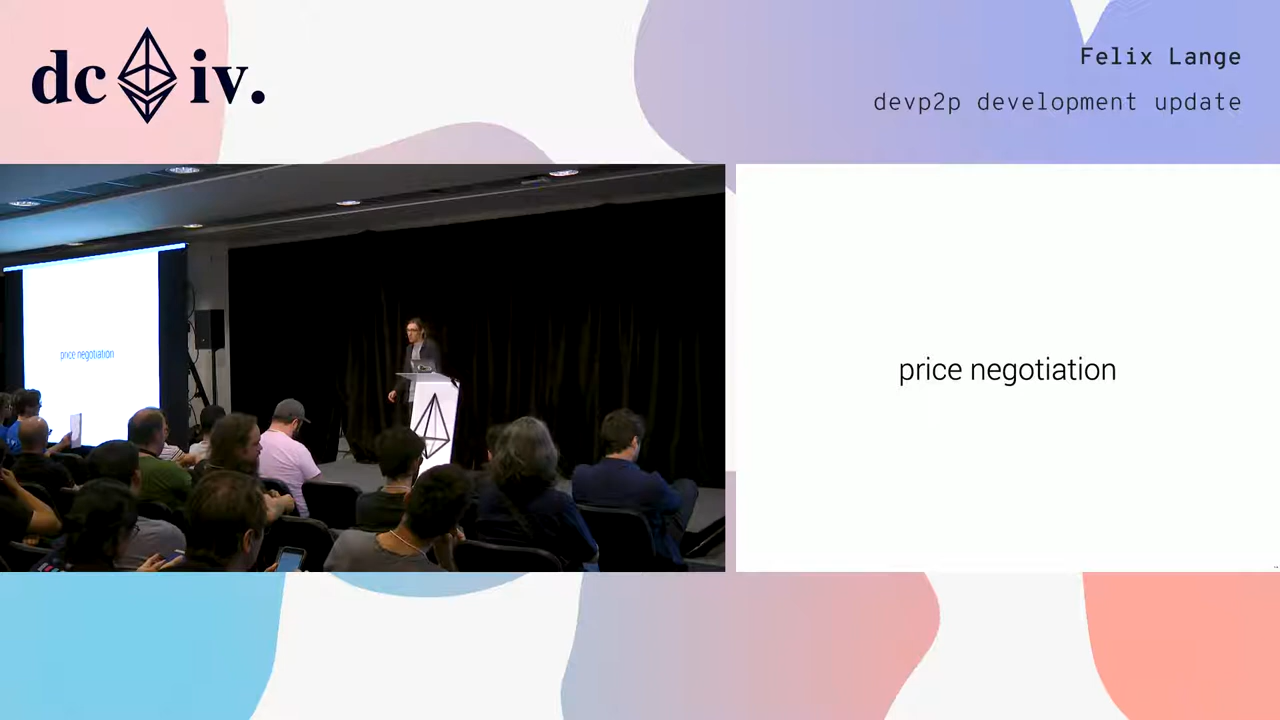 dc iv.
Felix Lange
devp2p development update
price negotiation
price negotiation